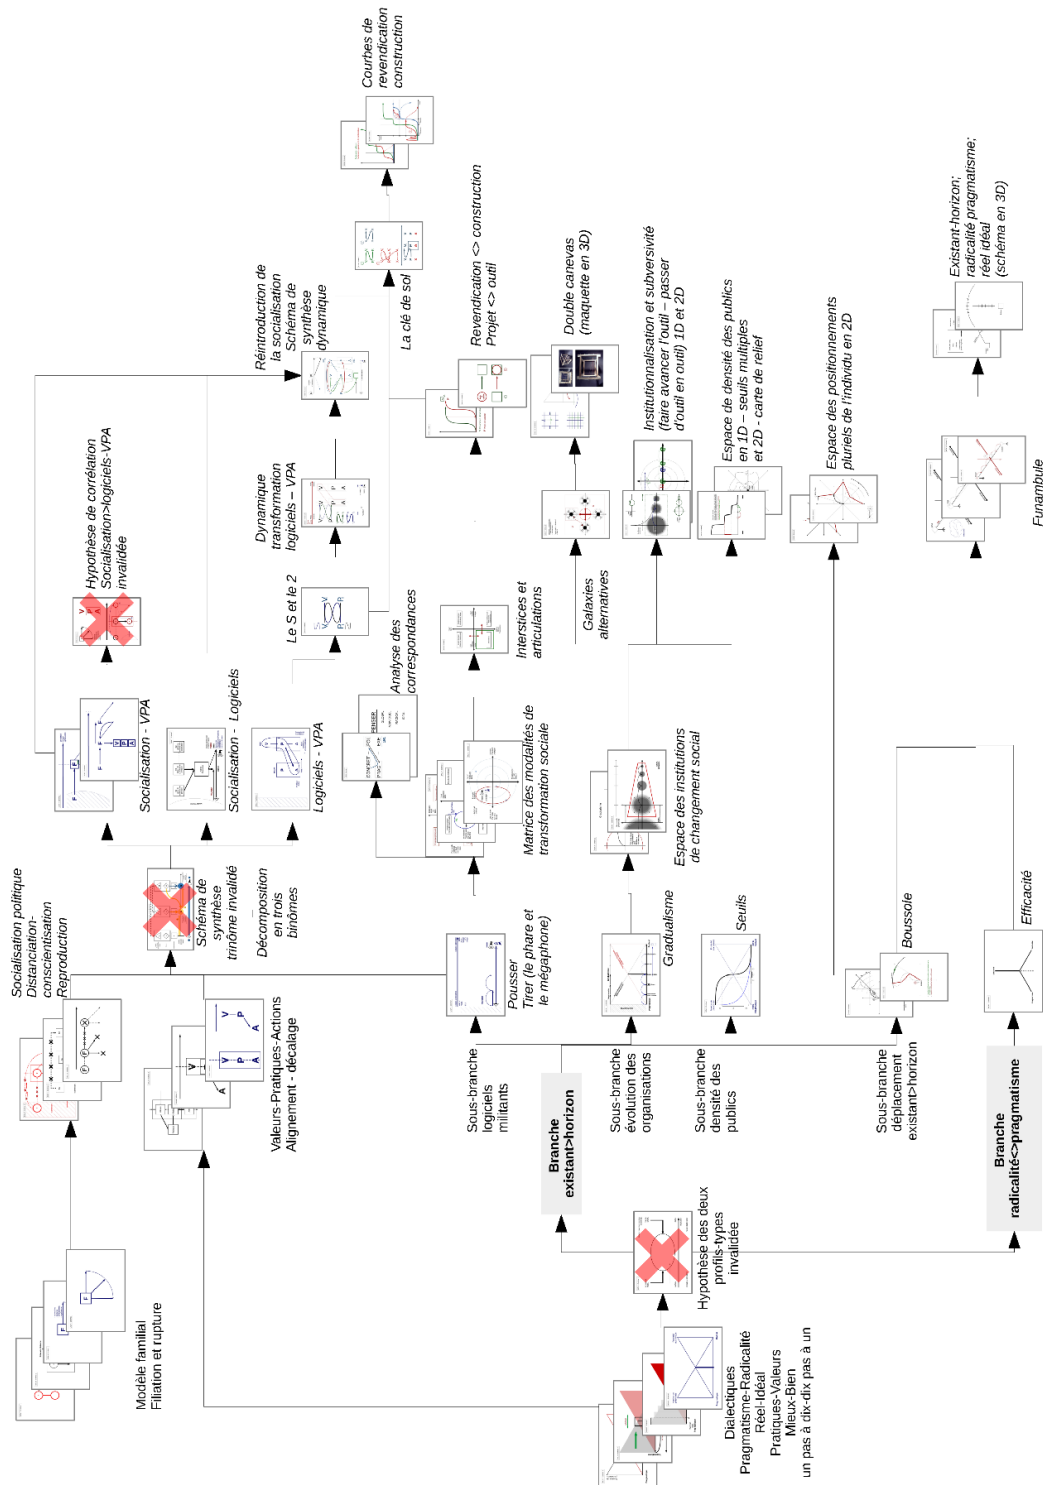 Modèle familial
Filiation et rupture
Dialectiques
Pragmatisme-Radicalité
Réel-Idéal
Pratiques-Valeurs
Mieux-Bien
un pas à dix-dix pas à un
Socialisation politique
Distanciation-
conscientisation
Reproduction
Valeurs-Pratiques-Actions
Alignement - décalage
Hypothèse des deux
profils-types
invalidée
Branche
existant>horizon
Branche
radicalité<>pragmatisme
Schéma de
synthèse
trinôme invalidé
Décomposition
en trois
binômes
Sous-branche
logiciels
militants
Sous-branche
évolution des
organisations
Sous-branche
densité des
publics
Sous-branche
déplacement
existant>horizon
Pousser
Tirer (le phare et
le mégaphone)
Gradualisme
Seuils
Boussole
Efficacité
Socialisation - VPA
Socialisation - Logiciels
Logiciels - VPA
Analyse des
correspondances
Matrice des modalités de
transformation sociale
Espace des institutions
de changement social
Hypothèse de corrélation
Socialisation>logiciels-VPA
invalidée
Le S et le 2
Interstices et
articulations
Galaxies
alternatives
Dynamique
transformation
logiciels – VPA
Réintroduction de
la socialisation
Schéma de
synthèse
dynamique
La clé de sol
Courbes de
revendication
construction
Revendication <> construction
Projet <> outil
Double canevas
(maquette en 3D)
Institutionnalisation et subversivité
(faire avancer l'outil – passer
d'outil en outil) 1D et 2D
Espace de densité des publics
en 1D – seuils multiples
et 2D - carte de relief
Espace des positionnements
pluriels de l'individu en 2D
Funambule
Existant-horizon;
radicalité pragmatisme;
réel idéal
(schéma en 3D)